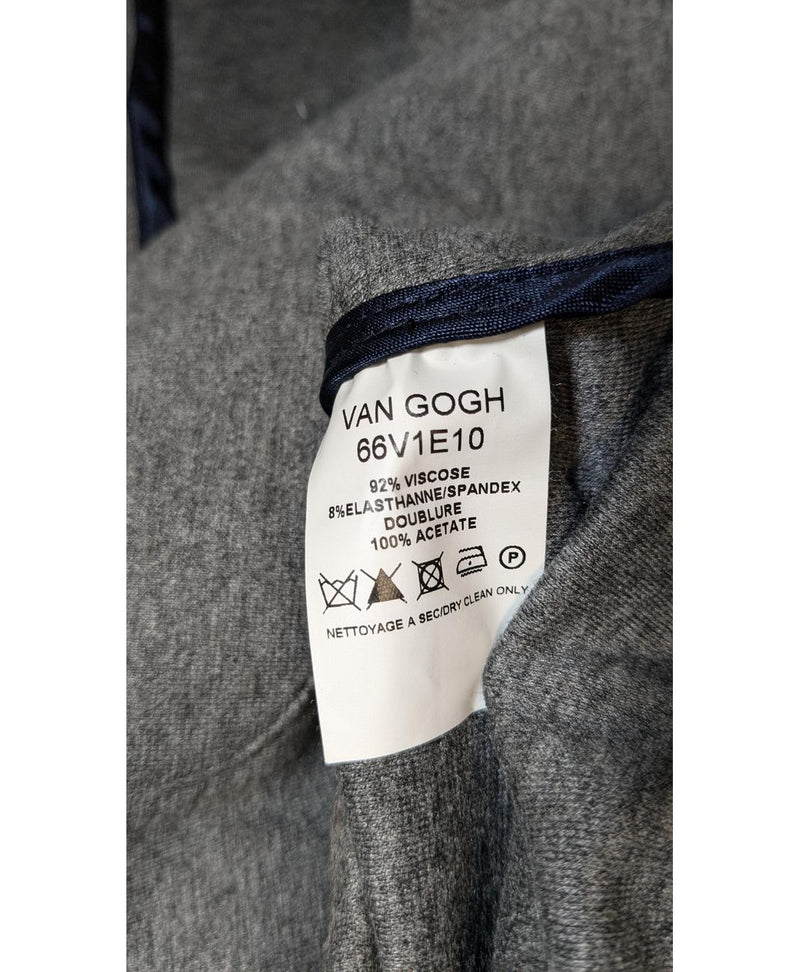 VAN GOGH
66V1E10
92% VISCOSE
8%ELASTHANNE/SPANDEX
DOUBLURE
100% ACETATE
P
NETTOYAGE A SEC/DRY CLEAN ONLY